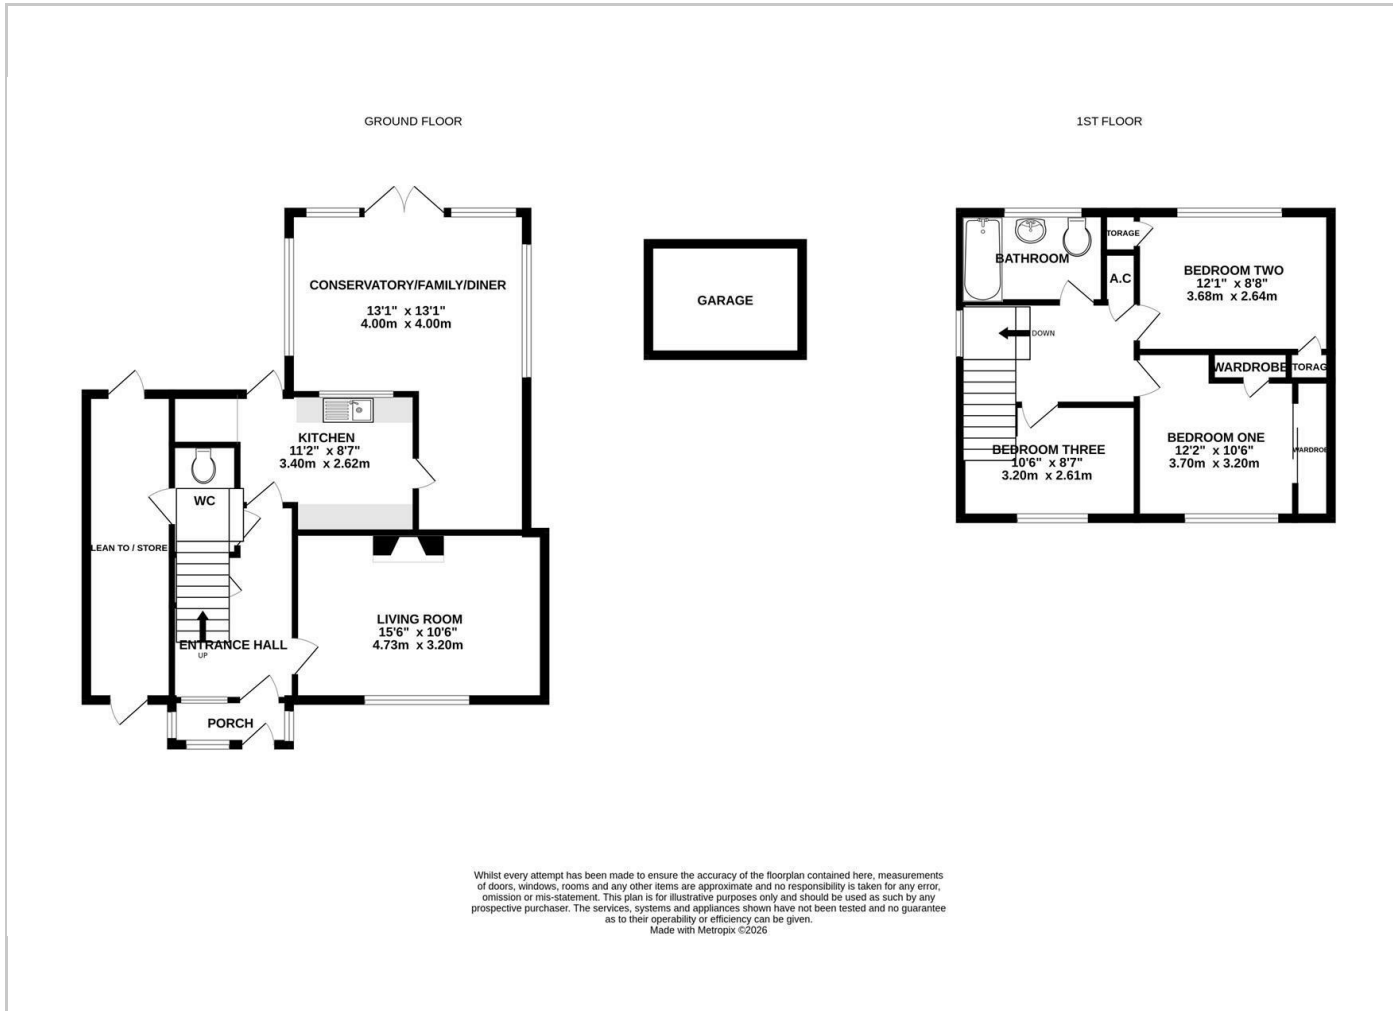 GROUND FLOOR
1ST FLOOR
CONSERVATORY/FAMILY/DINER
13'1" x 13'1"
4.00m x 4.00m
KITCHEN
11'2" x 8'7"
3.40m x 2.62m
WC
LEAN TO / STORE
LIVING ROOM
15'6" x 10'6"
4.73m x 3.20m
ENTRANCE HALL
UP
PORCH
GARAGE
BATHROOM
TORAGE
A.C
BEDROOM TWO
12'1" x 8'8"
3.68m x 2.64m
DOWN
WARDROBE
TORAG
BEDROOM THREE
10'6" x 8'7"
3.20m x 2.61m
BEDROOM ONE
12'2" x 10'6"
3.70m x 3.20m
WARDROB
Whilst every attempt has been made to ensure the accuracy of the floorplan contained here, measurements
of doors, windows, rooms and any other items are approximate and no responsibility is taken for any error,
omission or mis-statement. This plan is for illustrative purposes only and should be used as such by any
prospective purchaser. The services, systems and appliances shown have not been tested and no guarantee
as to their operability or efficiency can be given.
Made with Metropix ©2026